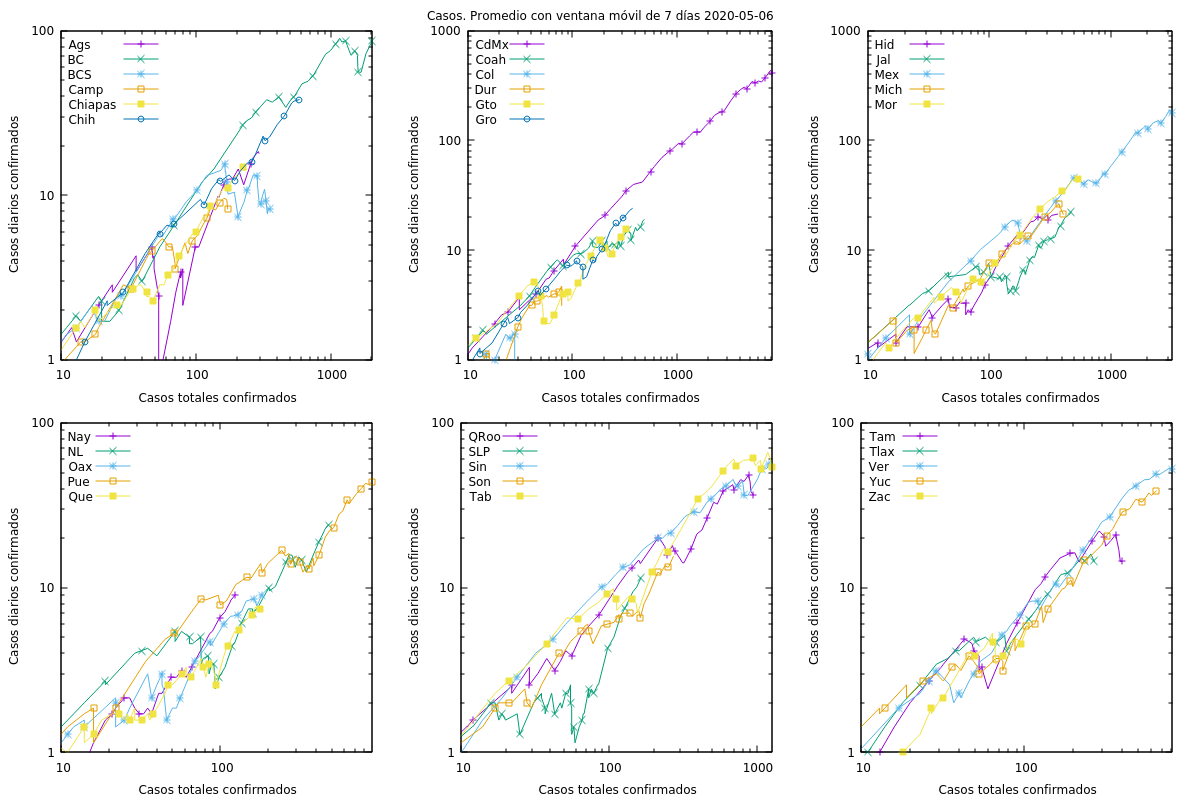 Casos. Promedio con ventana móvil de 7 días 2020-05-06
Casos diarios confirmados
100
10
1
Ags
BC
BCS
Camp
Chiapas
Chih
10 100 1000
Casos totales confirmados
Casos diarios confirmados
1000
100
10
1
CdMx
Coah
Col
Dur
Gto
Gro
10 100 1000
Casos totales confirmados
Casos diarios confirmados
1000
100
10
1
Hid
Jal
Mex
Mich
Mor
10 100 1000
Casos totales confirmados
Casos diarios confirmados
100
10
1
Nay
NL
Oax
Pue
Que
10 100
Casos totales confirmados
Casos diarios confirmados
100
10
1
QRoo
SLP
Sin
Son
Tab
10 100 1000
Casos totales confirmados
Casos diarios confirmados
100
10
1
Tam
Tlax
Ver
Yuc
Zac
10 100
Casos totales confirmados